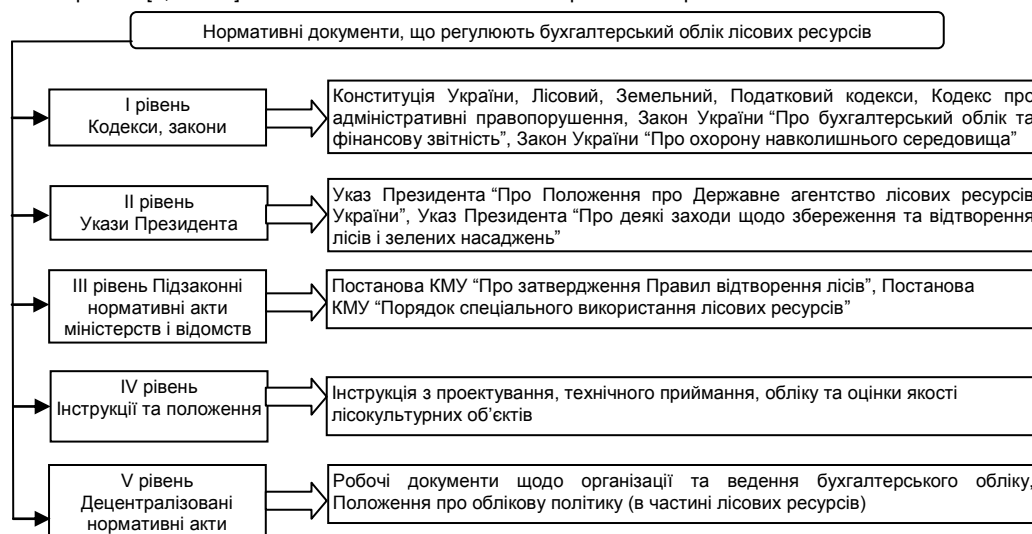 Нормативні документи, що регулюють бухгалтерський облік лісових ресурсів
І рівень
Кодекси, закони
Конституція України, Лісовий, Земельний, Податковий кодекси, Кодекс про
адміністративні правопорушення, Закон України “Про бухгалтерський облік та
фінансову звітність”, Закон України “Про охорону навколишнього середовища”
ІІ рівень
Укази Президента
Указ Президента “Про Положення про Державне агентство лісових ресурсів
України”, Указ Президента “Про деякі заходи щодо збереження та відтворення
лісів і зелених насаджень”
ІІІ рівень Підзаконні
нормативні акти
міністерств і відомств
Постанова КМУ “Про затвердження Правил відтворення лісів”, Постанова
КМУ “Порядок спеціального використання лісових ресурсів”
IV рівень
Інструкції та положення
Інструкція з проектування, технічного приймання, обліку та оцінки якості
лісокультурних об’єктів
V рівень
Децентралізовані
нормативні акти
Робочі документи щодо організації та ведення бухгалтерського обліку,
Положення про облікову політику (в частині лісових ресурсів)